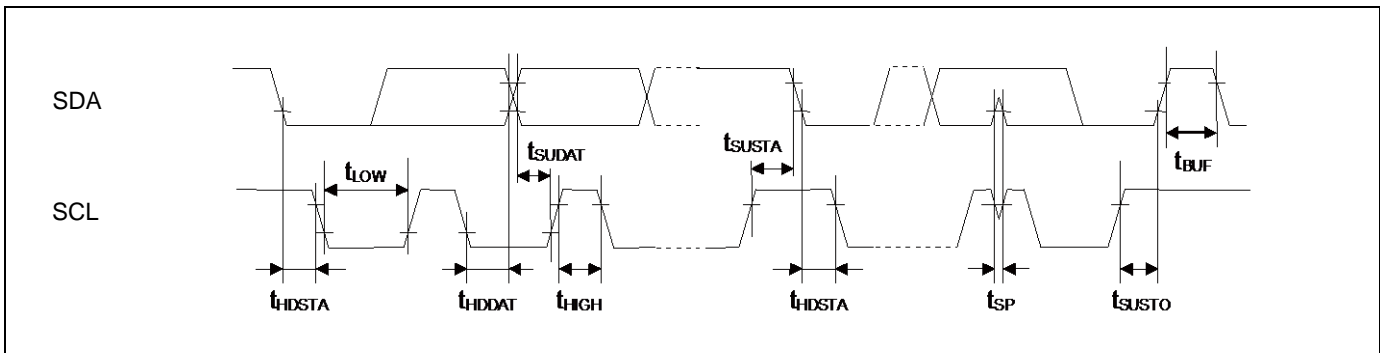 SDA
tSUDAT
tSUSTA
tLOW
tBUF
SCL
tHDSTA
tHDDAT
tHIGH
tHDSTA
tSP
tSUSTO